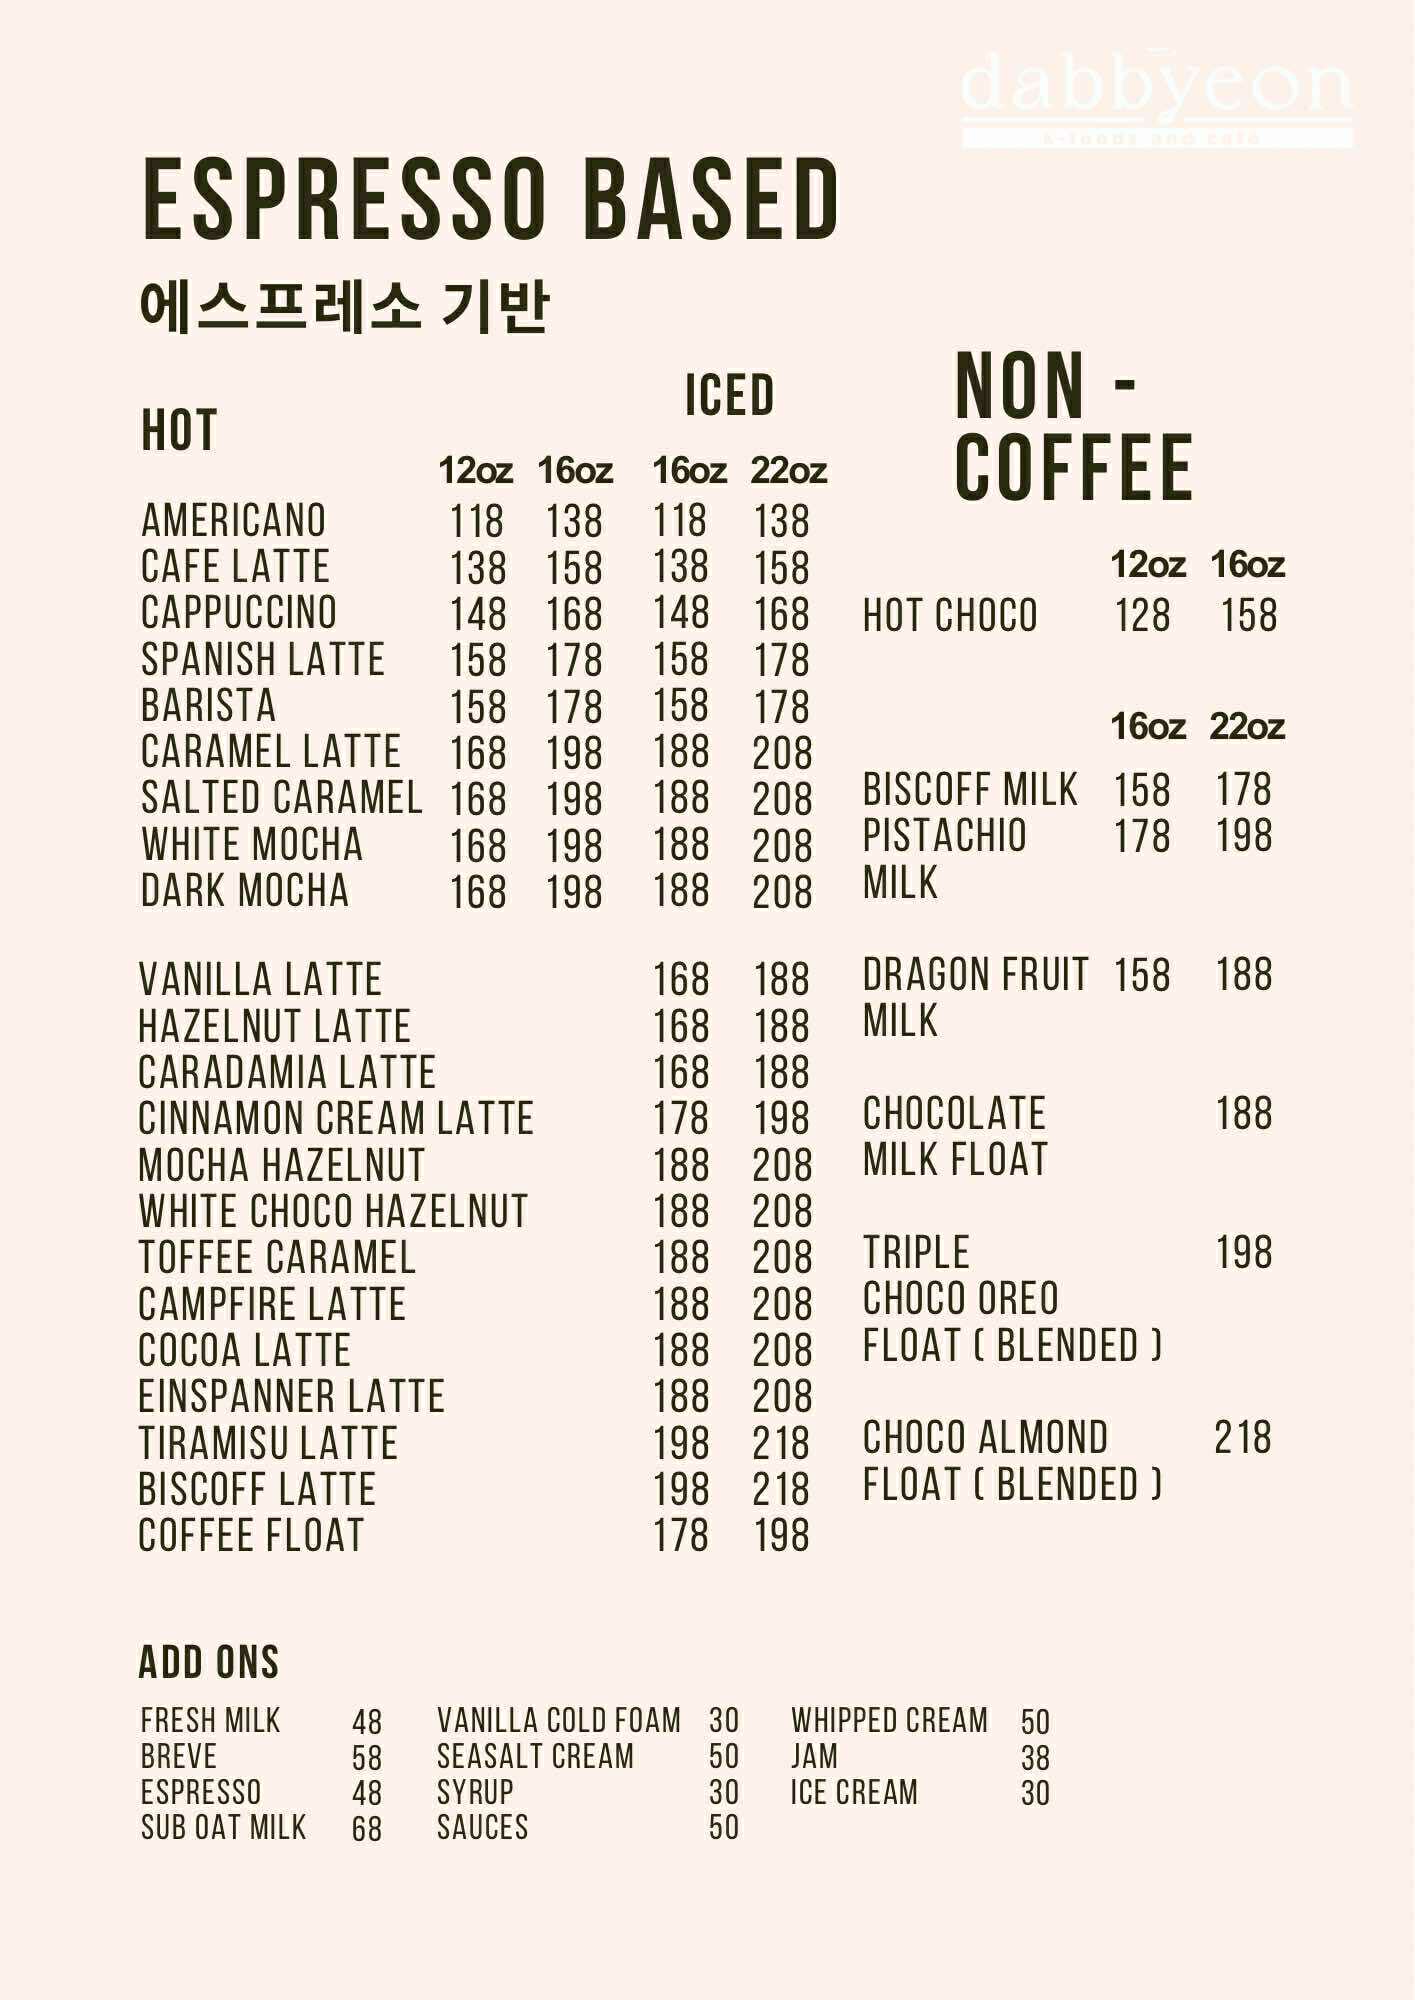 dabbyeon
k-foods and cafe
ESPRESSO BASED
에스프레소 기반
HOT
ICED
12oz 16oz 16oz 22oz
AMERICANO 118 138 118 138
CAFE LATTE 138 158 138 158
CAPPUCCINO 148 168 148 168
SPANISH LATTE 158 178 158 178
BARISTA 158 178 158 178
CARAMEL LATTE 168 198 188 208
SALTED CARAMEL 168 198 188 208
WHITE MOCHA 168 198 188 208
DARK MOCHA 168 198 188 208
VANILLA LATTE 168 188
HAZELNUT LATTE 168 188
CARADAMIA LATTE 168 188
CINNAMON CREAM LATTE 178 198
MOCHA HAZELNUT 188 208
WHITE CHOCO HAZELNUT 188 208
TOFFEE CARAMEL 188 208
CAMPFIRE LATTE 188 208
COCOA LATTE 188 208
EINSPANNER LATTE 188 208
TIRAMISU LATTE 198 218
BISCOFF LATTE 198 218
COFFEE FLOAT 178 198
NON -
COFFEE
12oz 16oz
HOT CHOCO 128 158
16oz 22oz
BISCOFF MILK 158 178
PISTACHIO 178 198
MILK
DRAGON FRUIT 158 188
MILK
CHOCOLATE 188
MILK FLOAT
TRIPLE 198
CHOCO OREO
FLOAT ( BLENDED )
CHOCO ALMOND 218
FLOAT ( BLENDED )
ADD ONS
FRESH MILK 48 VANILLA COLD FOAM 30 WHIPPED CREAM 50
BREVE 58 SEASALT CREAM 50 JAM 38
ESPRESSO 48 SYRUP 30 ICE CREAM 30
SUB OAT MILK 68 SAUCES 50